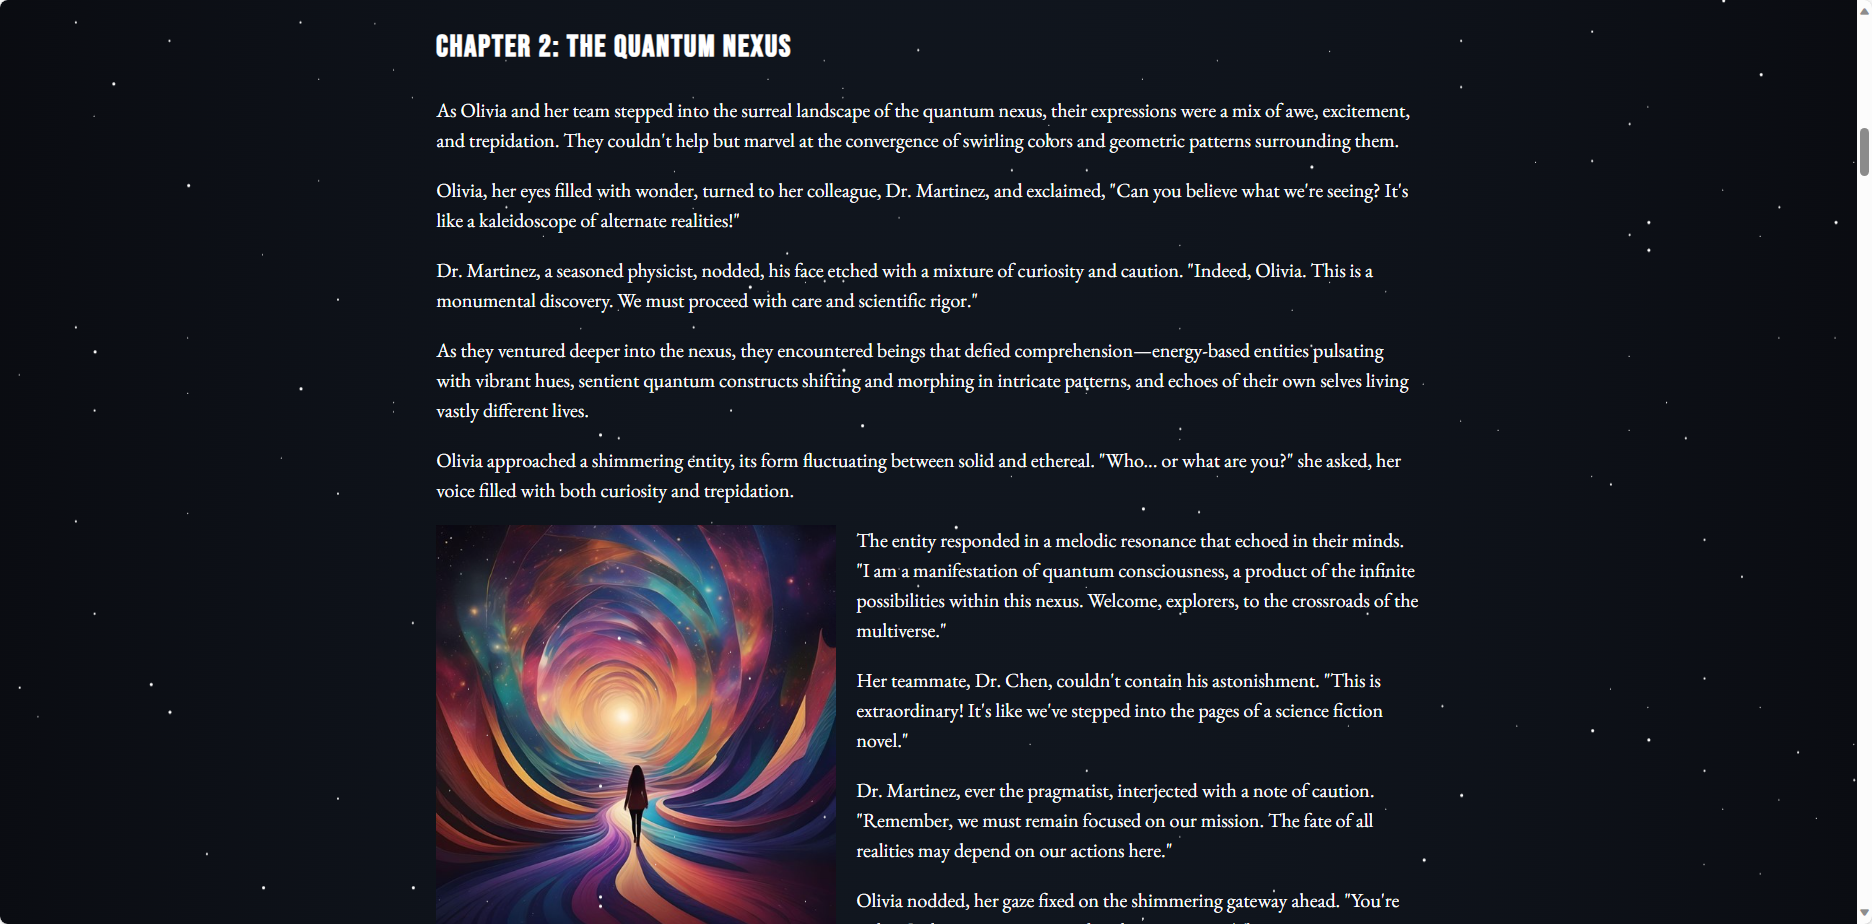 CHAPTER 2: THE QUANTUM NEXUS
As Olivia and her team stepped into the surreal landscape of the quantum nexus, their expressions were a mix of awe, excitement,
and trepidation. They couldn't help but marvel at the convergence of swirling colors and geometric patterns surrounding them.
Olivia, her eyes filled with wonder, turned to her colleague, Dr. Martinez, and exclaimed, "Can you believe what we're seeing? It's
like a kaleidoscope of alternate realities!"
Dr. Martinez, a seasoned physicist, nodded, his face etched with a mixture of curiosity and caution. "Indeed, Olivia. This is a
monumental discovery. We must proceed with care and scientific rigor."
As they ventured deeper into the nexus, they encountered beings that defied comprehension—energy-based entities pulsating
with vibrant hues, sentient quantum constructs shifting and morphing in intricate patterns, and echoes of their own selves living
vastly different lives.
Olivia approached a shimmering entity, its form fluctuating between solid and ethereal. "Who... or what are you?" she asked, her
voice filled with both curiosity and trepidation.
The entity responded in a melodic resonance that echoed in their minds.
"I am a manifestation of quantum consciousness, a product of the infinite
possibilities within this nexus. Welcome, explorers, to the crossroads of the
multiverse."
Her teammate, Dr. Chen, couldn't contain his astonishment. "This is
extraordinary! It's like we've stepped into the pages of a science fiction
novel."
Dr. Martinez, ever the pragmatist, interjected with a note of caution.
"Remember, we must remain focused on our mission. The fate of all
realities may depend on our actions here."
Olivia nodded, her gaze fixed on the shimmering gateway ahead. "You're